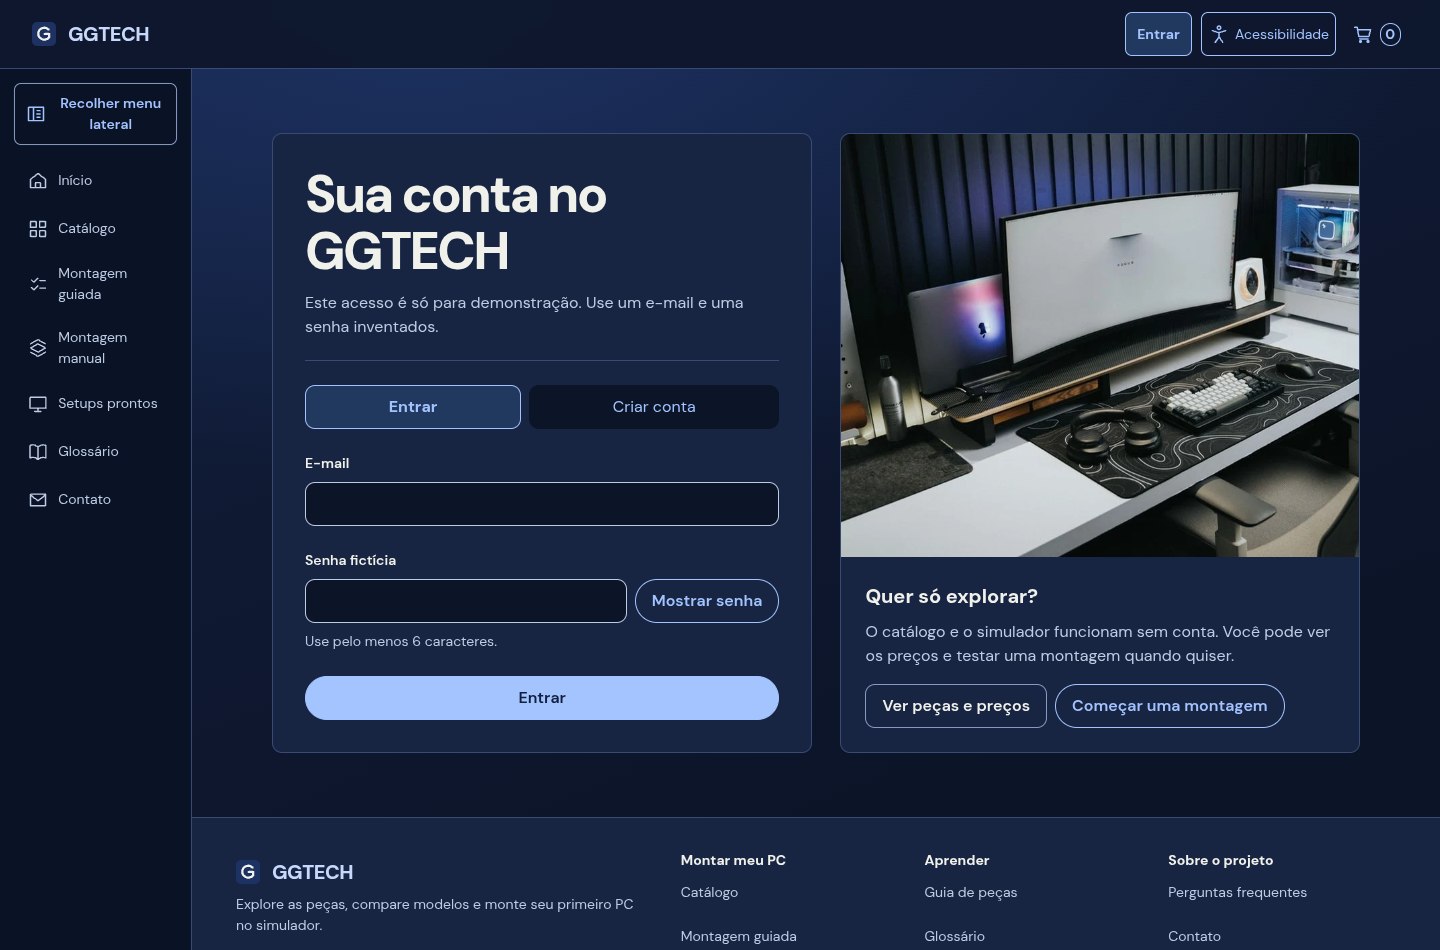 G GGTECH
Entrar
Acessibilidade
0
Recolher menu
lateral
Início
Catálogo
Montagem
guiada
Montagem
manual
Setups prontos
Glossário
Contato
Sua conta no
GGTECH
Este acesso é só para demonstração. Use um e-mail e uma
senha inventados.
Entrar
Criar conta
E-mail
Senha fictícia
Mostrar senha
Use pelo menos 6 caracteres.
Entrar
Quer só explorar?
O catálogo e o simulador funcionam sem conta. Você pode ver
os preços e testar uma montagem quando quiser.
Ver peças e preços
Começar uma montagem
G GGTECH
Explore as peças, compare modelos e monte seu primeiro PC
no simulador.
Montar meu PC
Catálogo
Montagem guiada
Aprender
Guia de peças
Glossário
Sobre o projeto
Perguntas frequentes
Contato